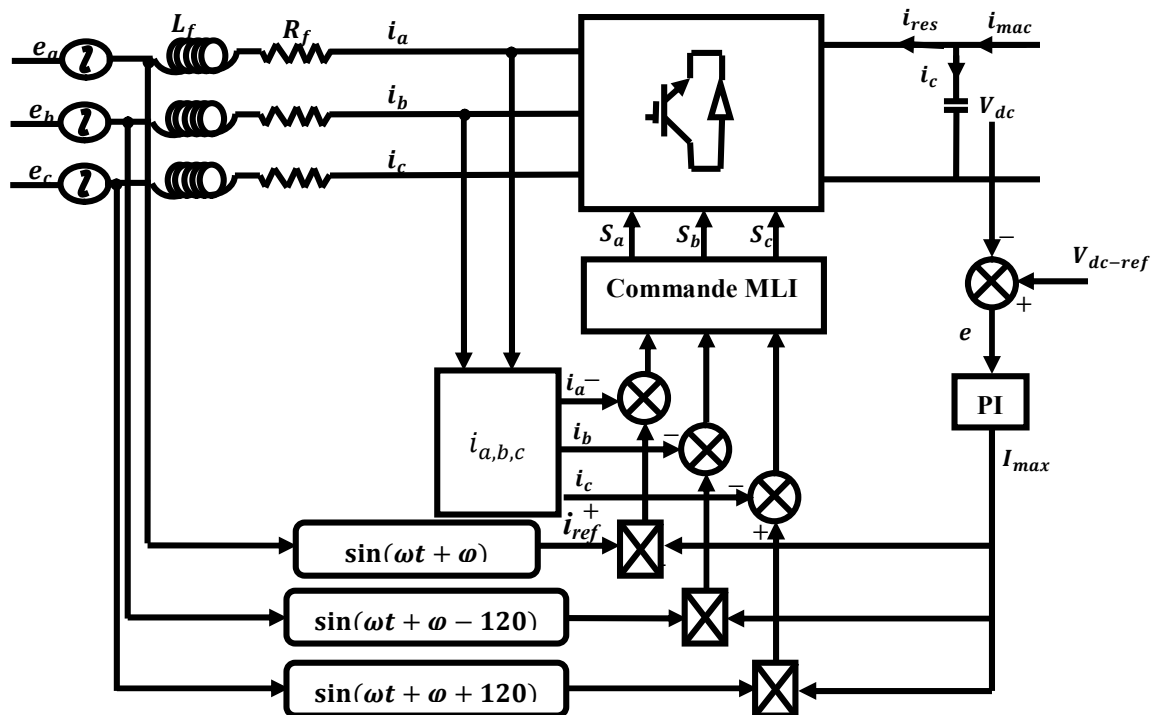 e_a
L_f
R_f
i_a
i_res
i_mac
i_c
V_dc
e_b
i_b
e_c
i_c
S_a
S_b
S_c
−
V_dc−ref
+
Commande MLI
e
PI
I_max
i_a,b,c
i_a −
i_b −
i_c −
+
i_ref
+
sin(ωt + φ)
sin(ωt + φ − 120)
sin(ωt + φ + 120)